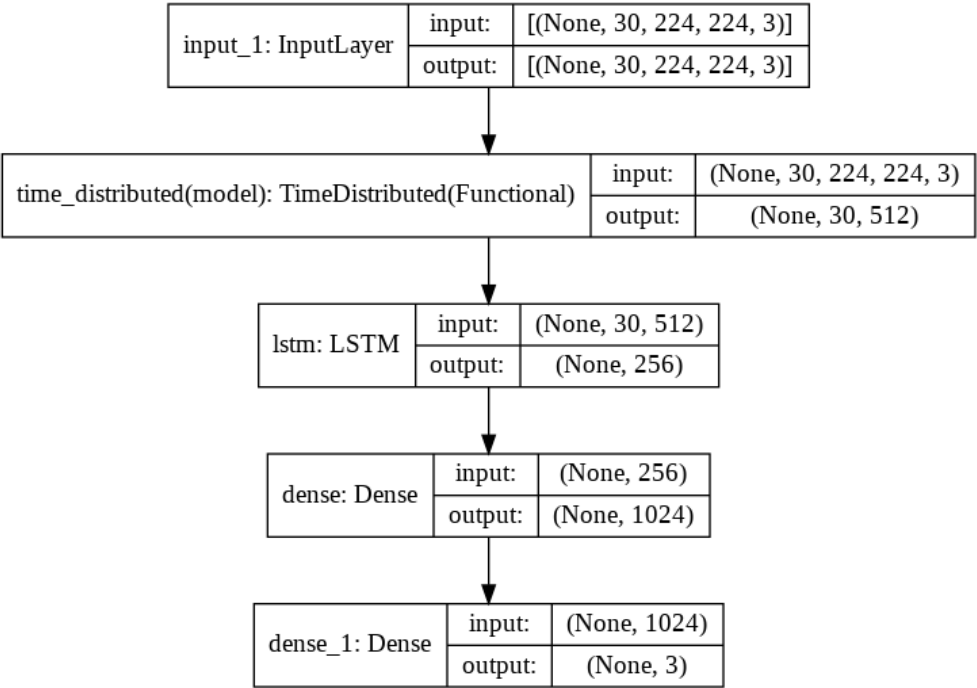 input_1: InputLayer
input: [(None, 30, 224, 224, 3)]
output: [(None, 30, 224, 224, 3)]
time_distributed(model): TimeDistributed(Functional)
input: (None, 30, 224, 224, 3)
output: (None, 30, 512)
lstm: LSTM
input: (None, 30, 512)
output: (None, 256)
dense: Dense
input: (None, 256)
output: (None, 1024)
dense_1: Dense
input: (None, 1024)
output: (None, 3)